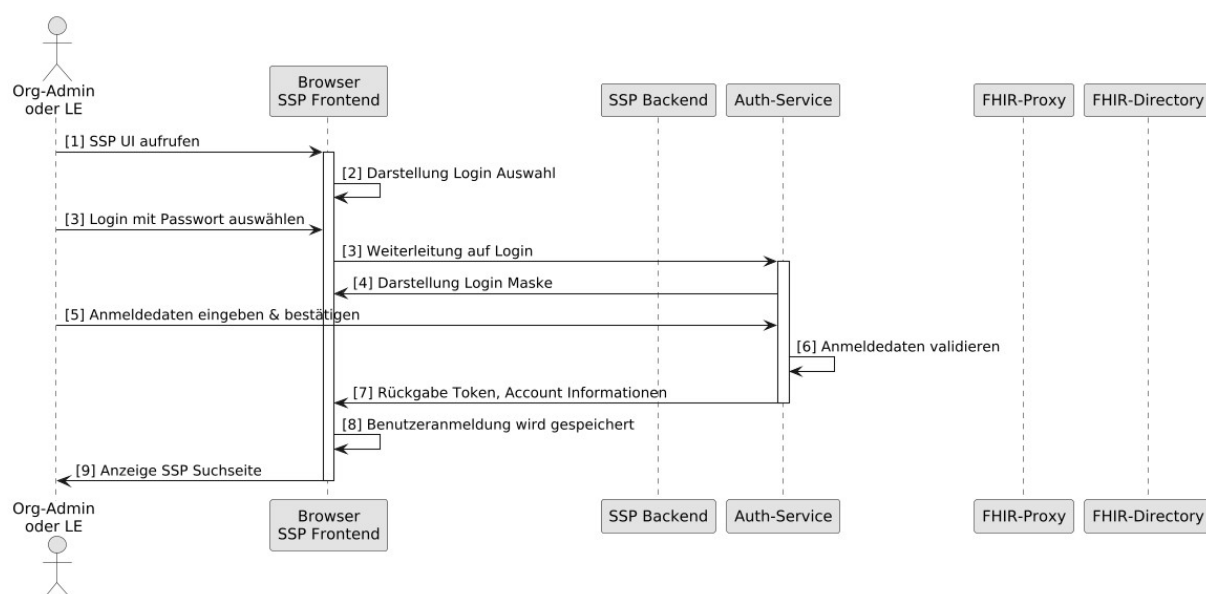 Org-Admin
oder LE
Browser
SSP Frontend
SSP Backend
Auth-Service
FHIR-Proxy
FHIR-Directory
[1] SSP UI aufrufen
[2] Darstellung Login Auswahl
[3] Login mit Passwort auswählen
[3] Weiterleitung auf Login
[4] Darstellung Login Maske
[5] Anmeldedaten eingeben & bestätigen
[6] Anmeldedaten validieren
[7] Rückgabe Token, Account Informationen
[8] Benutzeranmeldung wird gespeichert
[9] Anzeige SSP Suchseite
Org-Admin
oder LE
Browser
SSP Frontend
SSP Backend
Auth-Service
FHIR-Proxy
FHIR-Directory